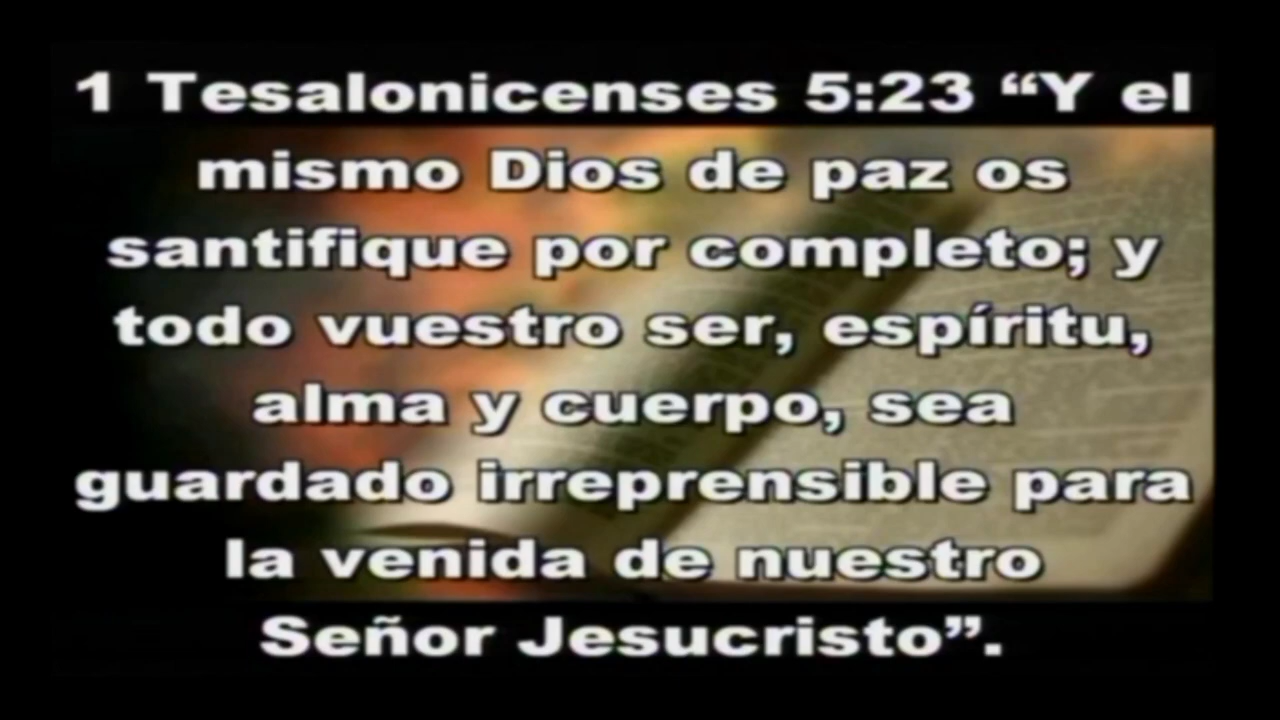 1 Tesalonicenses 5:23 “Y el
mismo Dios de paz os
santifique por completo; y
todo vuestro ser, espíritu,
alma y cuerpo, sea
guardado irreprensible para
la venida de nuestro
Señor Jesucristo”.